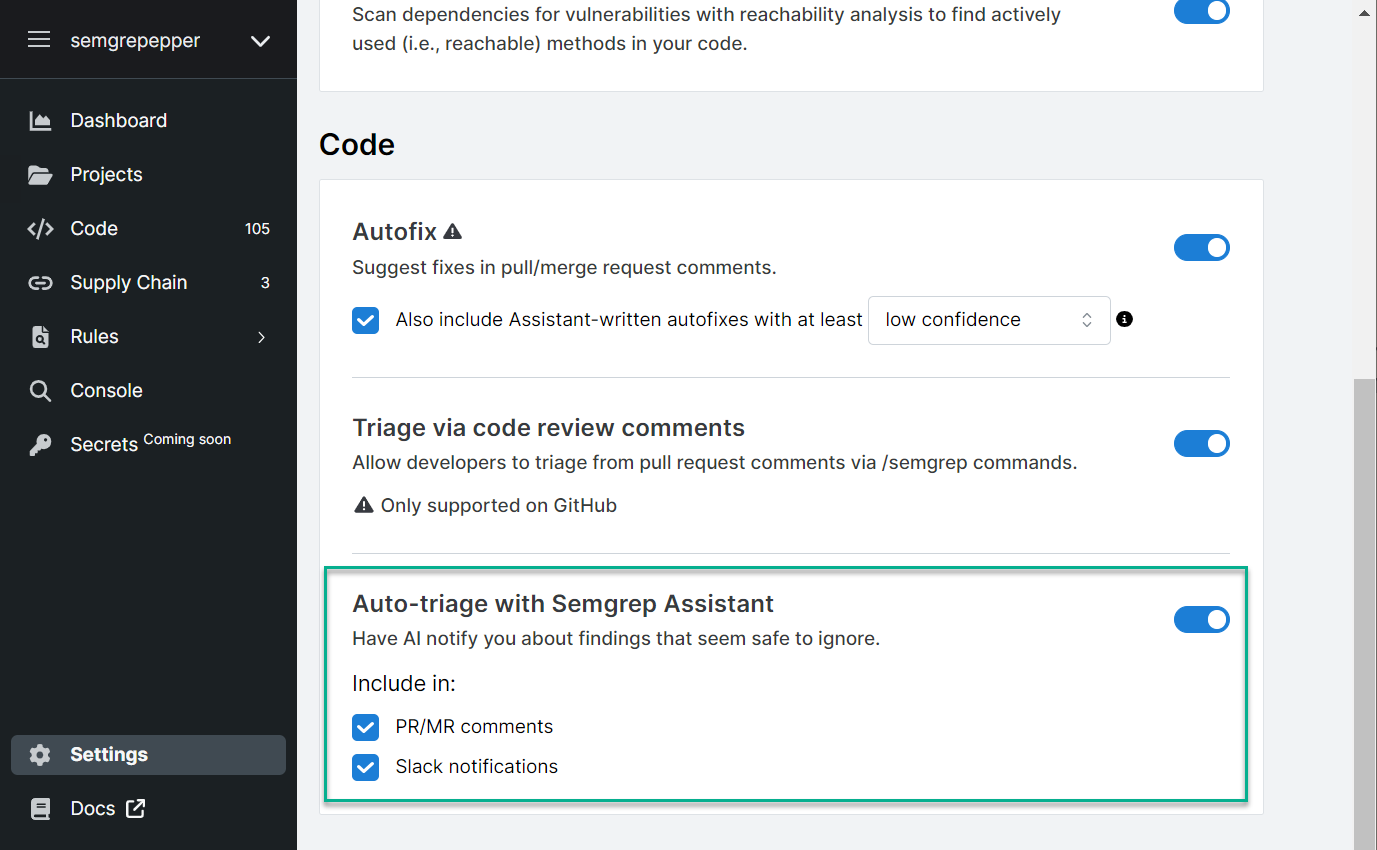 semgrepepper
Dashboard
Projects
Code 105
Supply Chain 3
Rules
Console
Secrets Coming soon
Settings
Docs
Scan dependencies for vulnerabilities with reachability analysis to find actively
used (i.e., reachable) methods in your code.
Code
Autofix
Suggest fixes in pull/merge request comments.
Also include Assistant-written autofixes with at least low confidence
Triage via code review comments
Allow developers to triage from pull request comments via /semgrep commands.
Only supported on GitHub
Auto-triage with Semgrep Assistant
Have AI notify you about findings that seem safe to ignore.
Include in:
PR/MR comments
Slack notifications